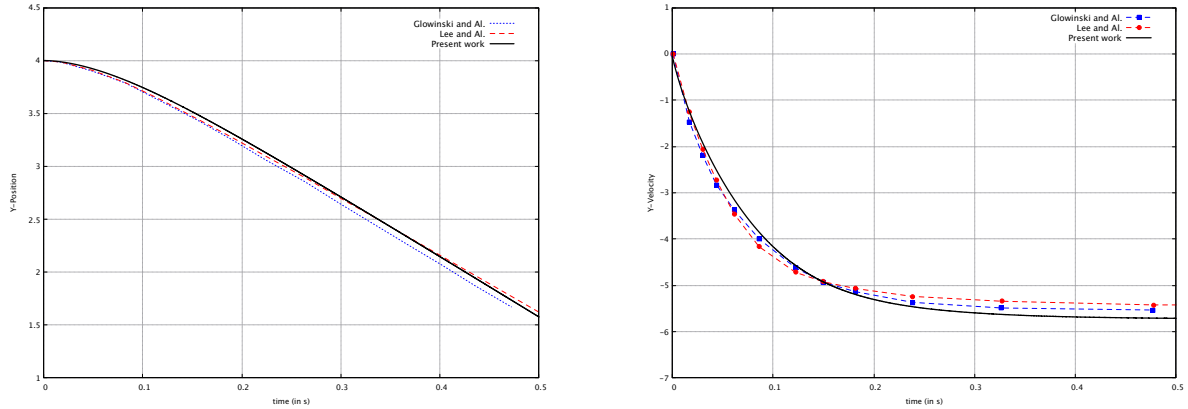 4.5
4
3.5
3
2.5
2
1.5
1
Y-Position
Glowinski and Al.
Lee and Al.
Present work
0
0.1
0.2
0.3
0.4
0.5
time (in s)
1
0
-1
-2
-3
-4
-5
-6
-7
Y-Velocity
Glowinski and Al.
Lee and Al.
Present work
0
0.1
0.2
0.3
0.4
0.5
time (in s)